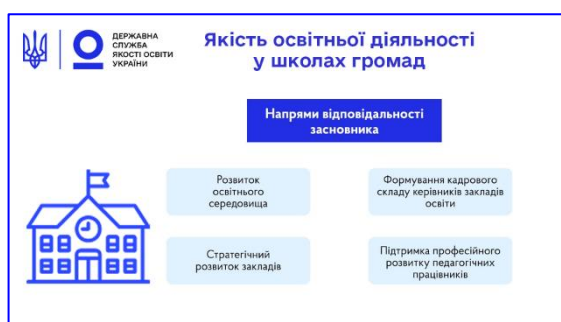 ДЕРЖАВНА
СЛУЖБА
ЯКОСТІ ОСВІТИ
УКРАЇНИ
Якість освітньої діяльності
у школах громад
Напрями відповідальності
засновника
Розвиток
освітнього
середовища
Формування кадрового
складу керівників закладів
освіти
Стратегічний
розвиток закладів
Підтримка професійного
розвитку педагогічних
працівників